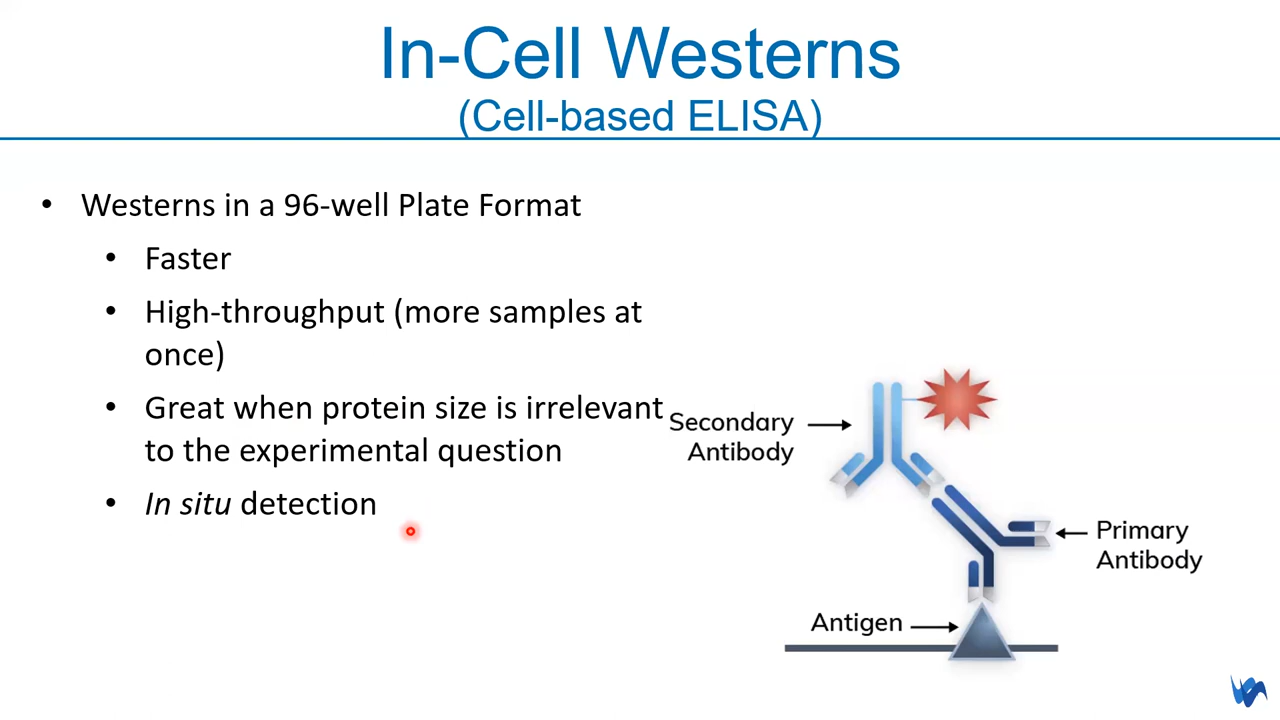 In-Cell Westerns
(Cell-based ELISA)
• Westerns in a 96-well Plate Format
• Faster
• High-throughput (more samples at
once)
• Great when protein size is irrelevant
to the experimental question
• In situ detection
Secondary
Antibody
Primary
Antibody
Antigen